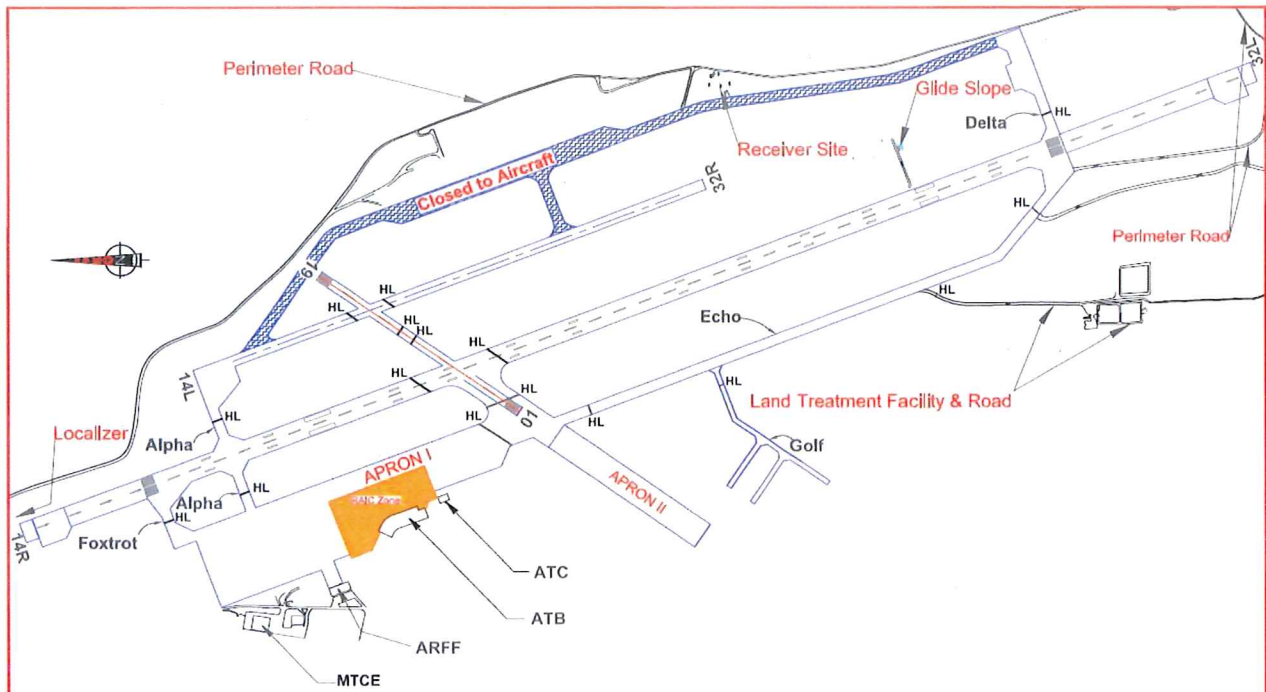 Perimeter Road
32L
Glide Slope
HL
Delta
Receiver Site
Closed to Aircraft
32R
HL
Perimeter Road
N
19
HL
HL
HL
HL
HL
Echo
HL
14L
HL
HL
HL
HL
01
Land Treatment Facility & Road
HL
Alpha
Localizer
Golf
APRON I
APRON II
Alpha
HL
HL
Foxtrot
14R
ATC
ATB
ARFF
MTCE